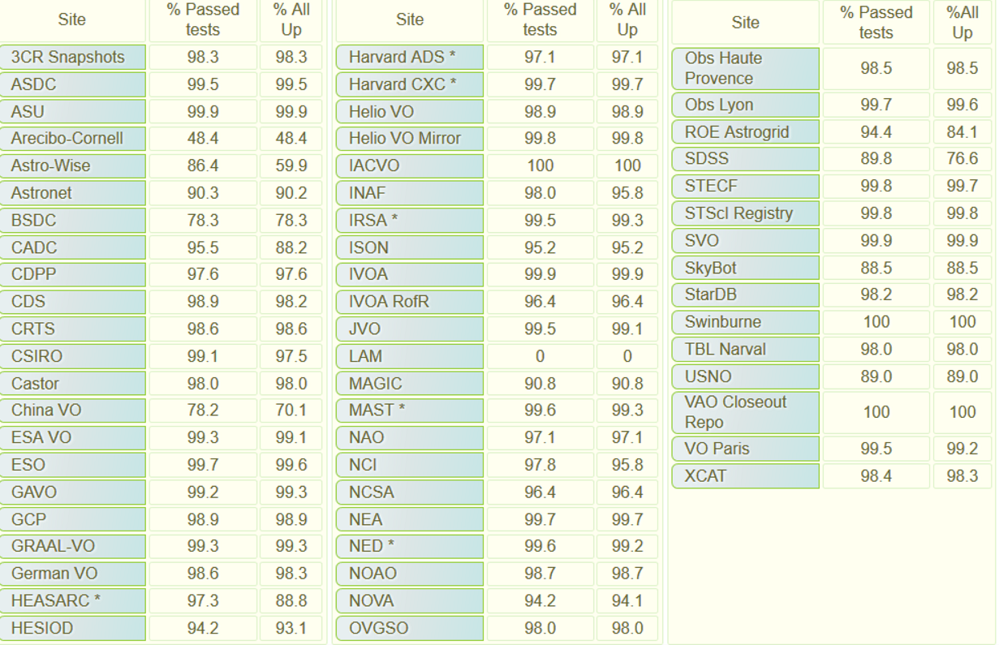 Site % Passed tests % All Up
3CR Snapshots 98.3 98.3
ASDC 99.5 99.5
ASU 99.9 99.9
Arecibo-Cornell 48.4 48.4
Astro-Wise 86.4 59.9
Astronet 90.3 90.2
BSDC 78.3 78.3
CADC 95.5 88.2
CDPP 97.6 97.6
CDS 98.9 98.2
CRTS 98.6 98.6
CSIRO 99.1 97.5
Castor 98.0 98.0
China VO 78.2 70.1
ESA VO 99.3 99.1
ESO 99.7 99.6
GAVO 99.2 99.3
GCP 98.9 98.9
GRAAL-VO 99.3 99.3
German VO 98.6 98.3
HEASARC * 97.3 88.8
HESIOD 94.2 93.1
Site % Passed tests % All Up
Harvard ADS * 97.1 97.1
Harvard CXC * 99.7 99.7
Helio VO 98.9 98.9
Helio VO Mirror 99.8 99.8
IACVO 100 100
INAF 98.0 95.8
IRSA * 99.5 99.3
ISON 95.2 95.2
IVOA 99.9 99.9
IVOA RofR 96.4 96.4
JVO 99.5 99.1
LAM 0 0
MAGIC 90.8 90.8
MAST * 99.6 99.3
NAO 97.1 97.1
NCI 97.8 95.8
NCSA 96.4 96.4
NEA 99.7 99.7
NED * 99.6 99.2
NOAO 98.7 98.7
NOVA 94.2 94.1
OVGSO 98.0 98.0
Site % Passed tests %All Up
Obs Haute Provence 98.5 98.5
Obs Lyon 99.7 99.6
ROE Astrogrid 94.4 84.1
SDSS 89.8 76.6
STECF 99.8 99.7
STScI Registry 99.8 99.8
SVO 99.9 99.9
SkyBot 88.5 88.5
StarDB 98.2 98.2
Swinburne 100 100
TBL Narval 98.0 98.0
USNO 89.0 89.0
VAO Closeout Repo 100 100
VO Paris 99.5 99.2
XCAT 98.4 98.3